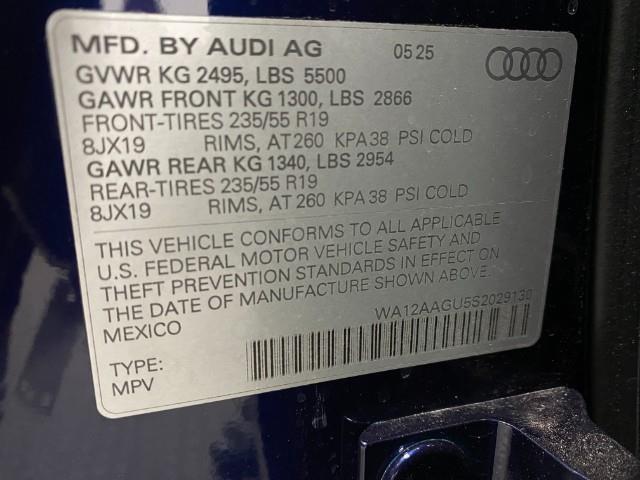 MFD. BY AUDI AG 05 25
GVWR KG 2495, LBS 5500
GAWR FRONT KG 1300, LBS 2866
FRONT-TIRES 235/55 R19
8JX19 RIMS, AT 260 KPA 38 PSI COLD
GAWR REAR KG 1340, LBS 2954
REAR-TIRES 235/55 R19
8JX19 RIMS, AT 260 KPA 38 PSI COLD
THIS VEHICLE CONFORMS TO ALL APPLICABLE
U.S. FEDERAL MOTOR VEHICLE SAFETY AND
THEFT PREVENTION STANDARDS IN EFFECT ON
THE DATE OF MANUFACTURE SHOWN ABOVE.
MEXICO WA12AAGU5S2029130
TYPE:
MPV